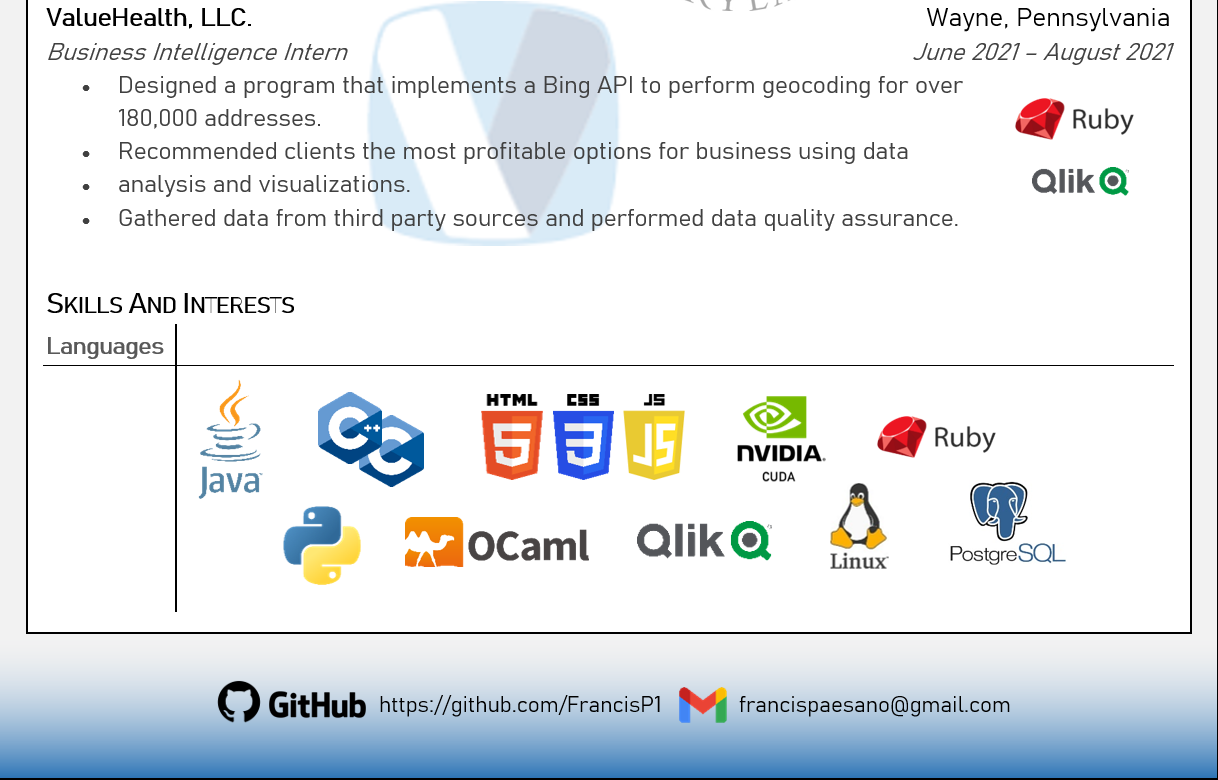 ValueHealth, LLC. Wayne, Pennsylvania
Business Intelligence Intern June 2021 – August 2021
• Designed a program that implements a Bing API to perform geocoding for over
180,000 addresses.
Ruby
• Recommended clients the most profitable options for business using data
• analysis and visualizations.
Qlik
• Gathered data from third party sources and performed data quality assurance.
SKILLS AND INTERESTS
Languages
Java
C++ C
HTML 5 CSS 3 JS JS
NVIDIA.
CUDA
Ruby
OCaml
Qlik
Linux
PostgreSQL
GitHub https://github.com/FrancisP1 francispaesano@gmail.com